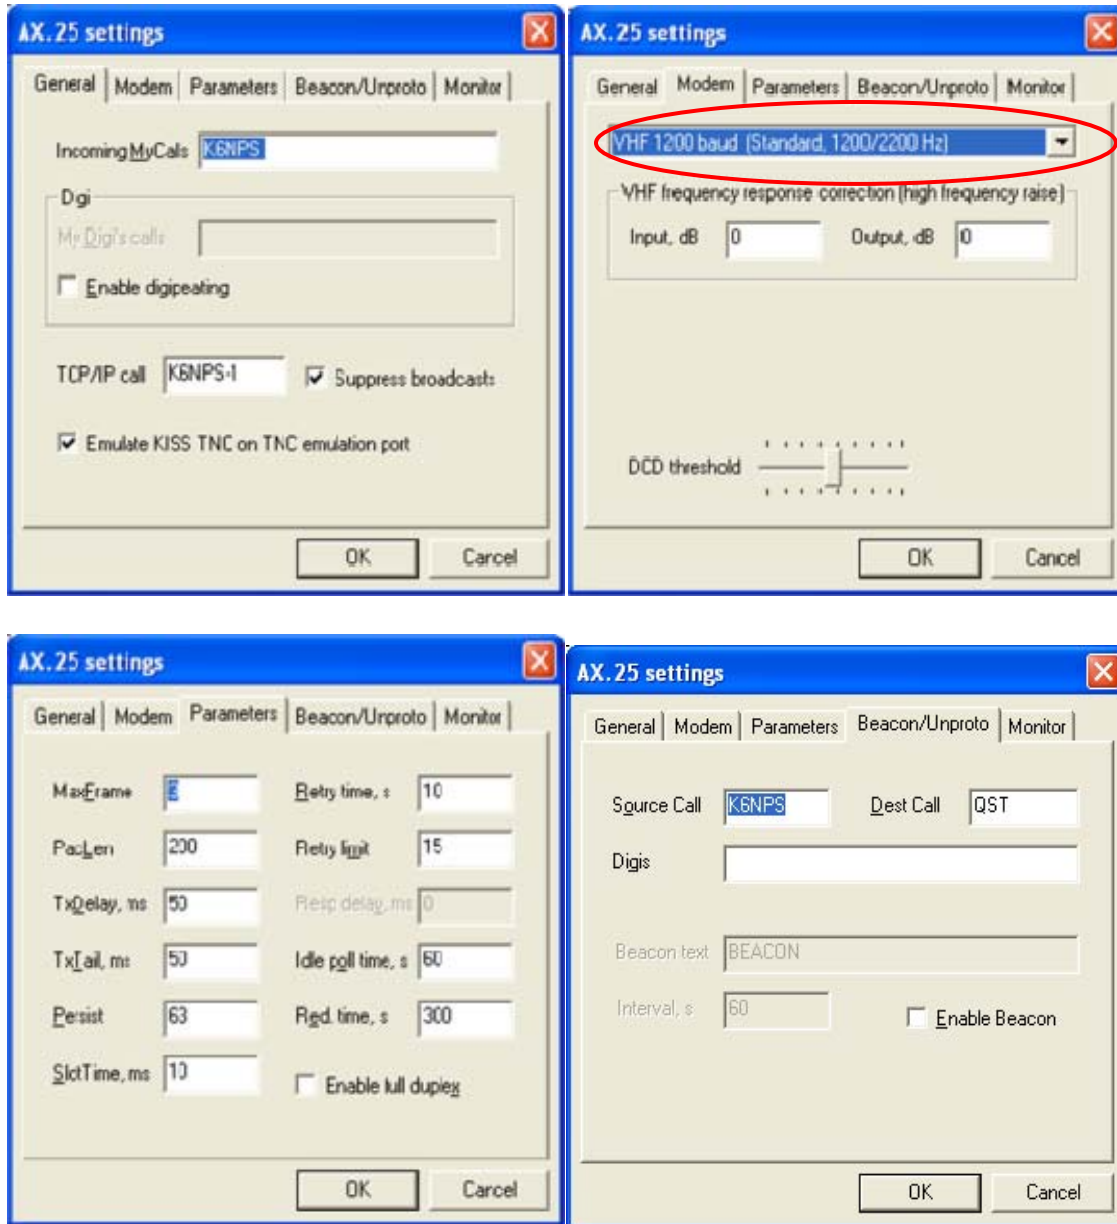 AX.25 settings
General Modem Parameters Beacon/Unproto Monitor
Incoming MyCals K6NPS
Digi
My Digi's calls
Enable digipeating
TCP/IP call K6NPS-1 Suppress broadcasts
Emulate KISS TNC on TNC emulation port
OK Cancel
AX.25 settings
General Modem Parameters Beacon/Unproto Monitor
VHF 1200 baud (Standard, 1200/2200 Hz)
VHF frequency response correction (high frequency raise)
Input, dB 0 Output, dB 0
DCD threshold
OK Cancel
AX.25 settings
General Modem Parameters Beacon/Unproto Monitor
MaxFrame Retry time, s 10
PacLen 200 Retry limit 15
TxDelay, ms 50 Resp delay, ms 0
TxTail, ms 50 Idle poll time, s 60
Persist 63 Red. time, s 300
SlotTime, ms 10 Enable full duplex
OK Cancel
AX.25 settings
General Modem Parameters Beacon/Unproto Monitor
Source Call K6NPS Dest Call QST
Digis
Beacon text BEACON
Interval, s 60 Enable Beacon
OK Cancel